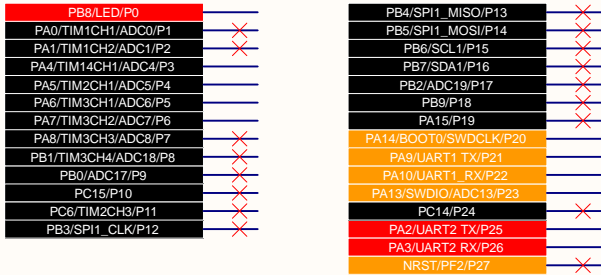 PB8/LED/P0
PA0/TIM1CH1/ADC0/P1
PA1/TIM1CH2/ADC1/P2
PA4/TIM14CH1/ADC4/P3
PA5/TIM2CH1/ADC5/P4
PA6/TIM3CH1/ADC6/P5
PA7/TIM3CH2/ADC7/P6
PA8/TIM3CH3/ADC8/P7
PB1/TIM3CH4/ADC18/P8
PB0/ADC17/P9
PC15/P10
PC6/TIM2CH3/P11
PB3/SPI1_CLK/P12
PB4/SPI1_MISO/P13
PB5/SPI1_MOSI/P14
PB6/SCL1/P15
PB7/SDA1/P16
PB2/ADC19/P17
PB9/P18
PA15/P19
PA14/BOOT0/SWDCLK/P20
PA9/UART1 TX/P21
PA10/UART1_RX/P22
PA13/SWDIO/ADC13/P23
PC14/P24
PA2/UART2 TX/P25
PA3/UART2 RX/P26
NRST/PF2/P27